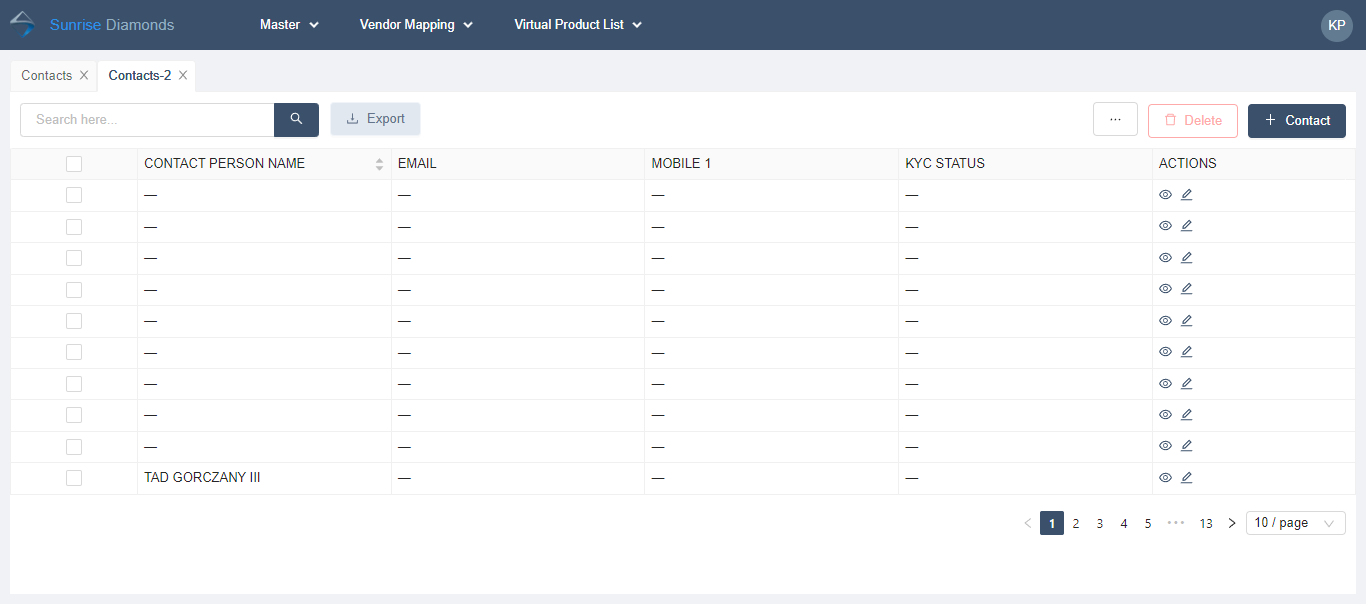 Sunrise Diamonds Master Vendor Mapping Virtual Product List KP
Contacts Contacts-2
Search here... Export ... Delete + Contact
CONTACT PERSON NAME EMAIL MOBILE 1 KYC STATUS ACTIONS
— — — —
— — — —
— — — —
— — — —
— — — —
— — — —
— — — —
— — — —
— — — —
TAD GORCZANY III — — —
< 1 2 3 4 5 ••• 13 > 10 / page